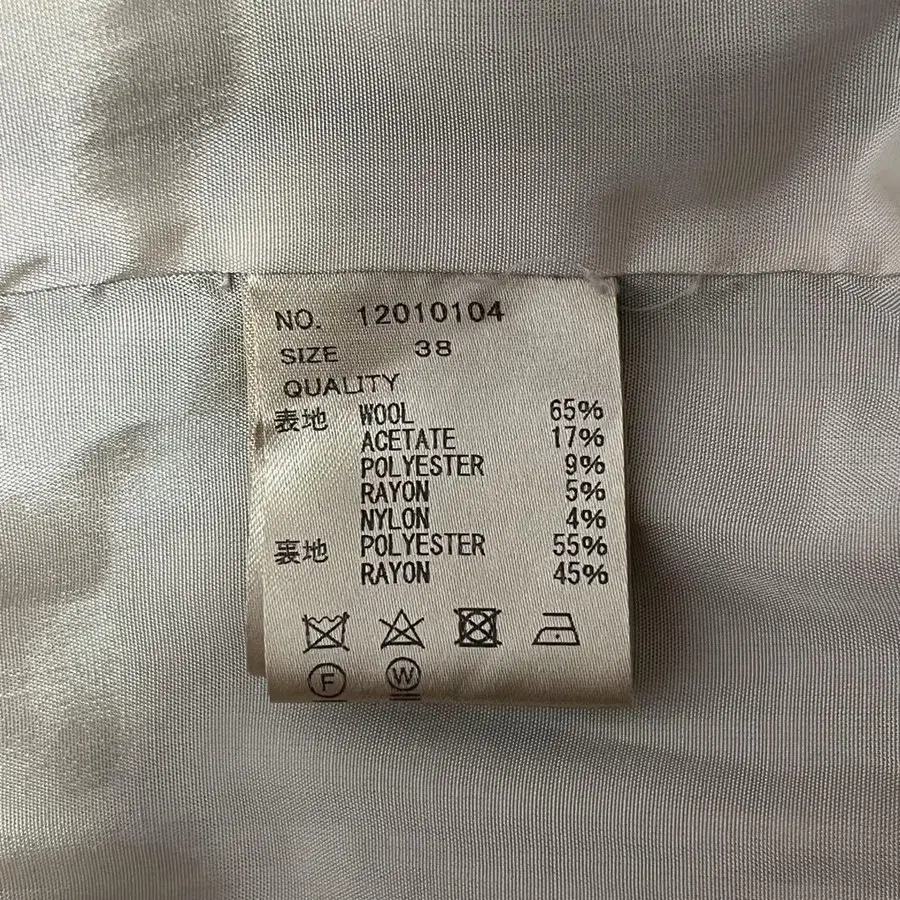 NO. 12010104
SIZE 38
QUALITY
表地 WOOL 65%
ACETATE 17%
POLYESTER 9%
RAYON 5%
NYLON 4%
裏地 POLYESTER 55%
RAYON 45%
F W